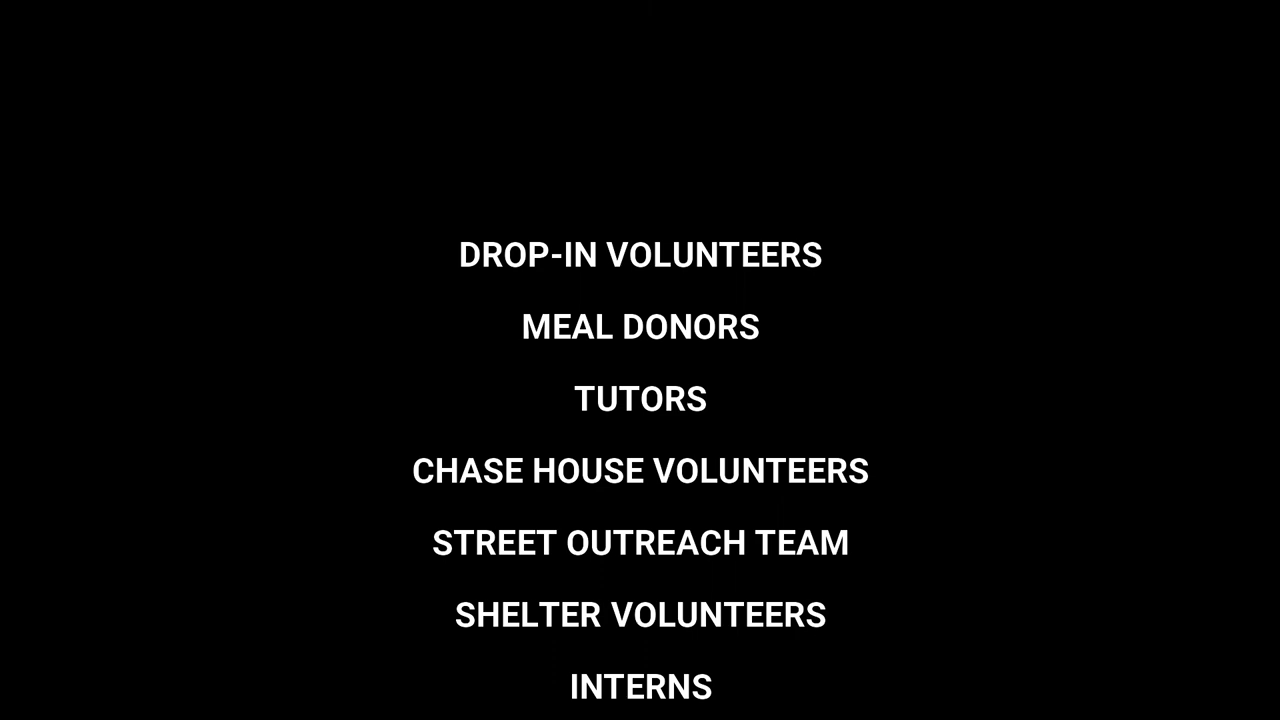 DROP-IN VOLUNTEERS
MEAL DONORS
TUTORS
CHASE HOUSE VOLUNTEERS
STREET OUTREACH TEAM
SHELTER VOLUNTEERS
INTERNS